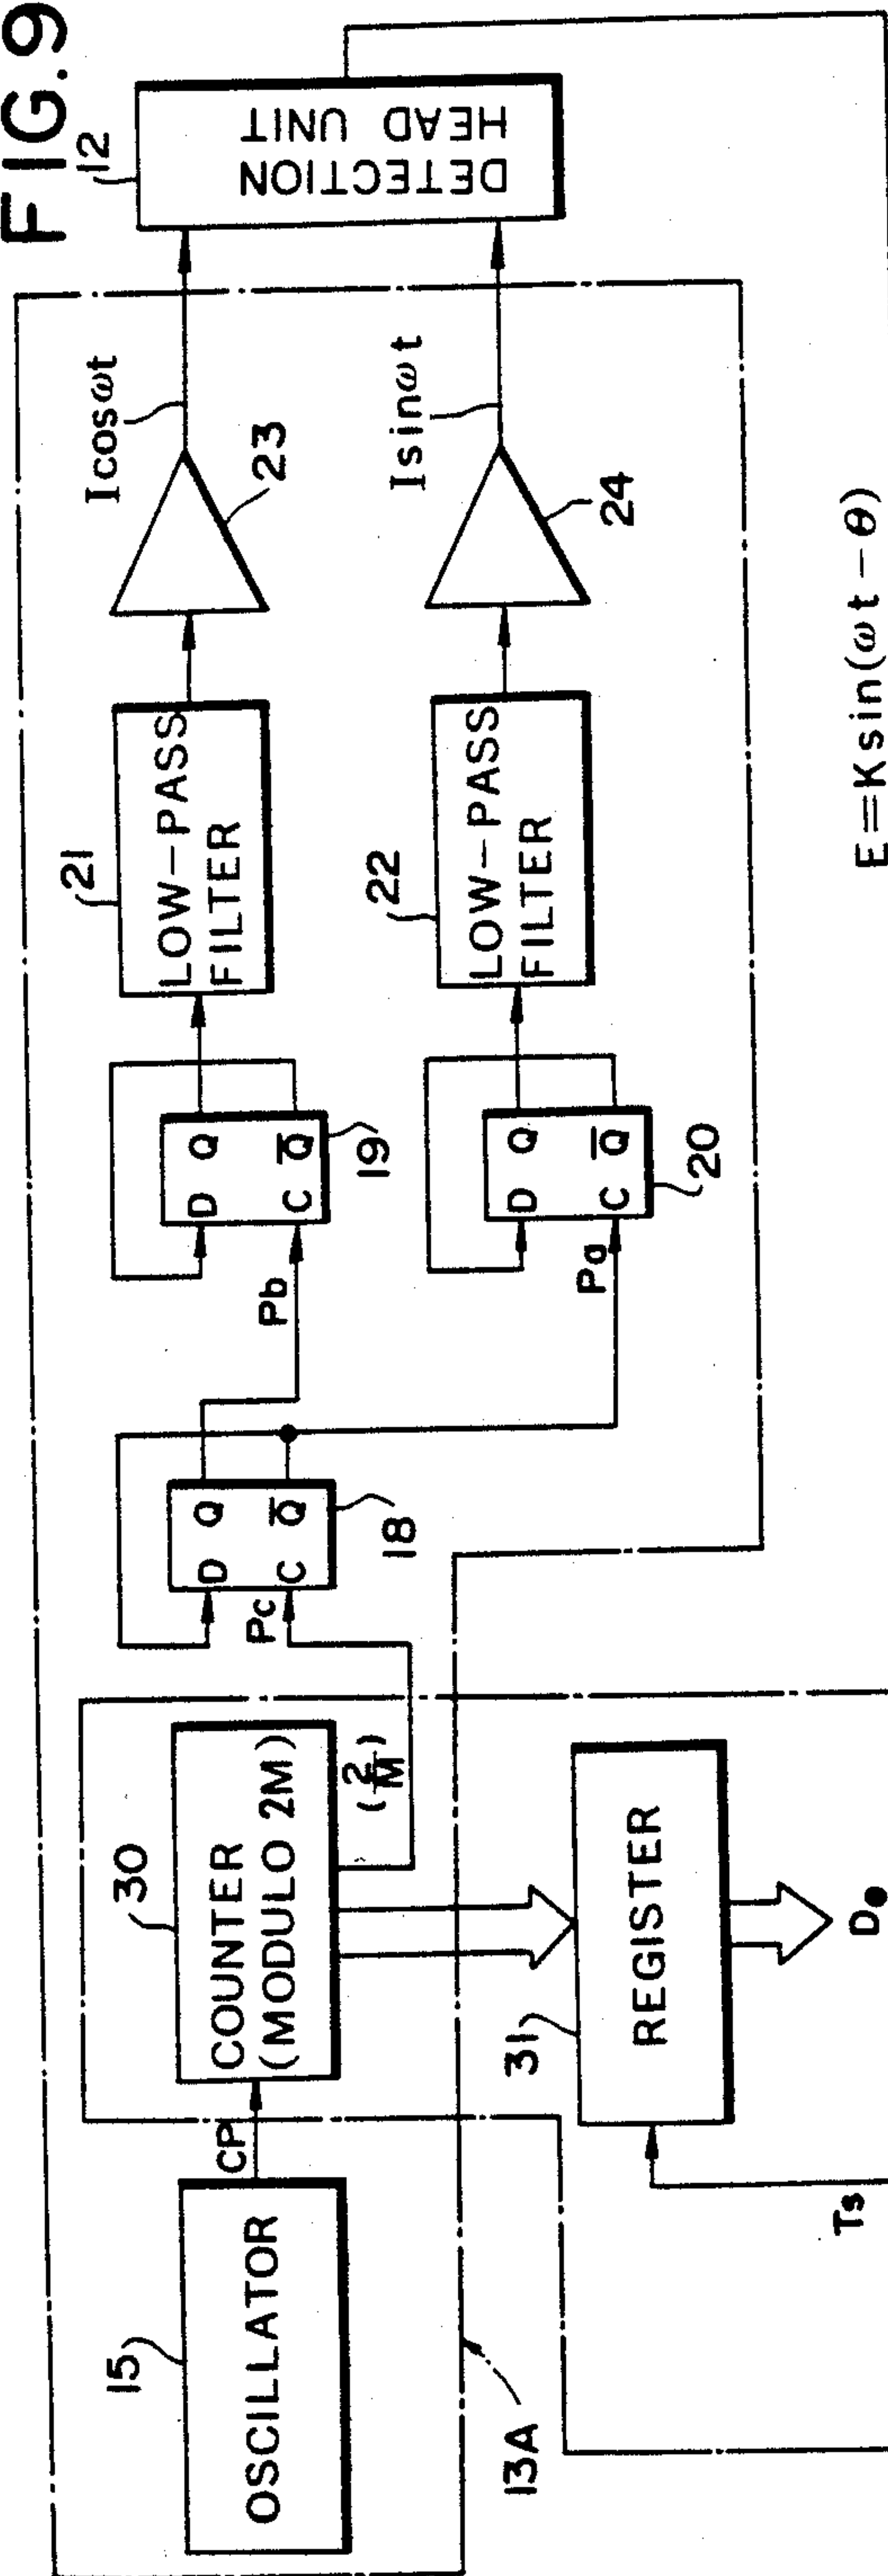 FIG.9
15
OSCILLATOR
CP
30
COUNTER
(MODULO 2M)
(2/M)
Pc
D Q
C Q̅
18
Pb
D Q
C Q̅
19
21
LOW-PASS
FILTER
23
Icosωt
12
DETECTION
HEAD UNIT
Pa
D Q
C Q̅
20
22
LOW-PASS
FILTER
24
Isinωt
13A
31
REGISTER
Ts
E=Ksin(ωt-θ)